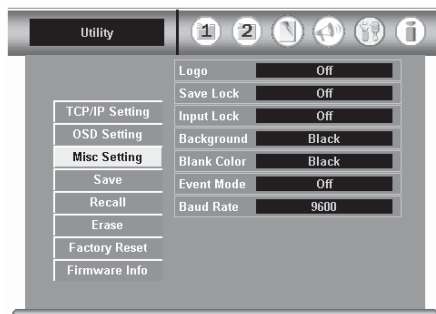 Utility
1 2 i
Logo Off
Save Lock Off
Input Lock Off
Background Black
Blank Color Black
Event Mode Off
Baud Rate 9600
TCP/IP Setting
OSD Setting
Misc Setting
Save
Recall
Erase
Factory Reset
Firmware Info